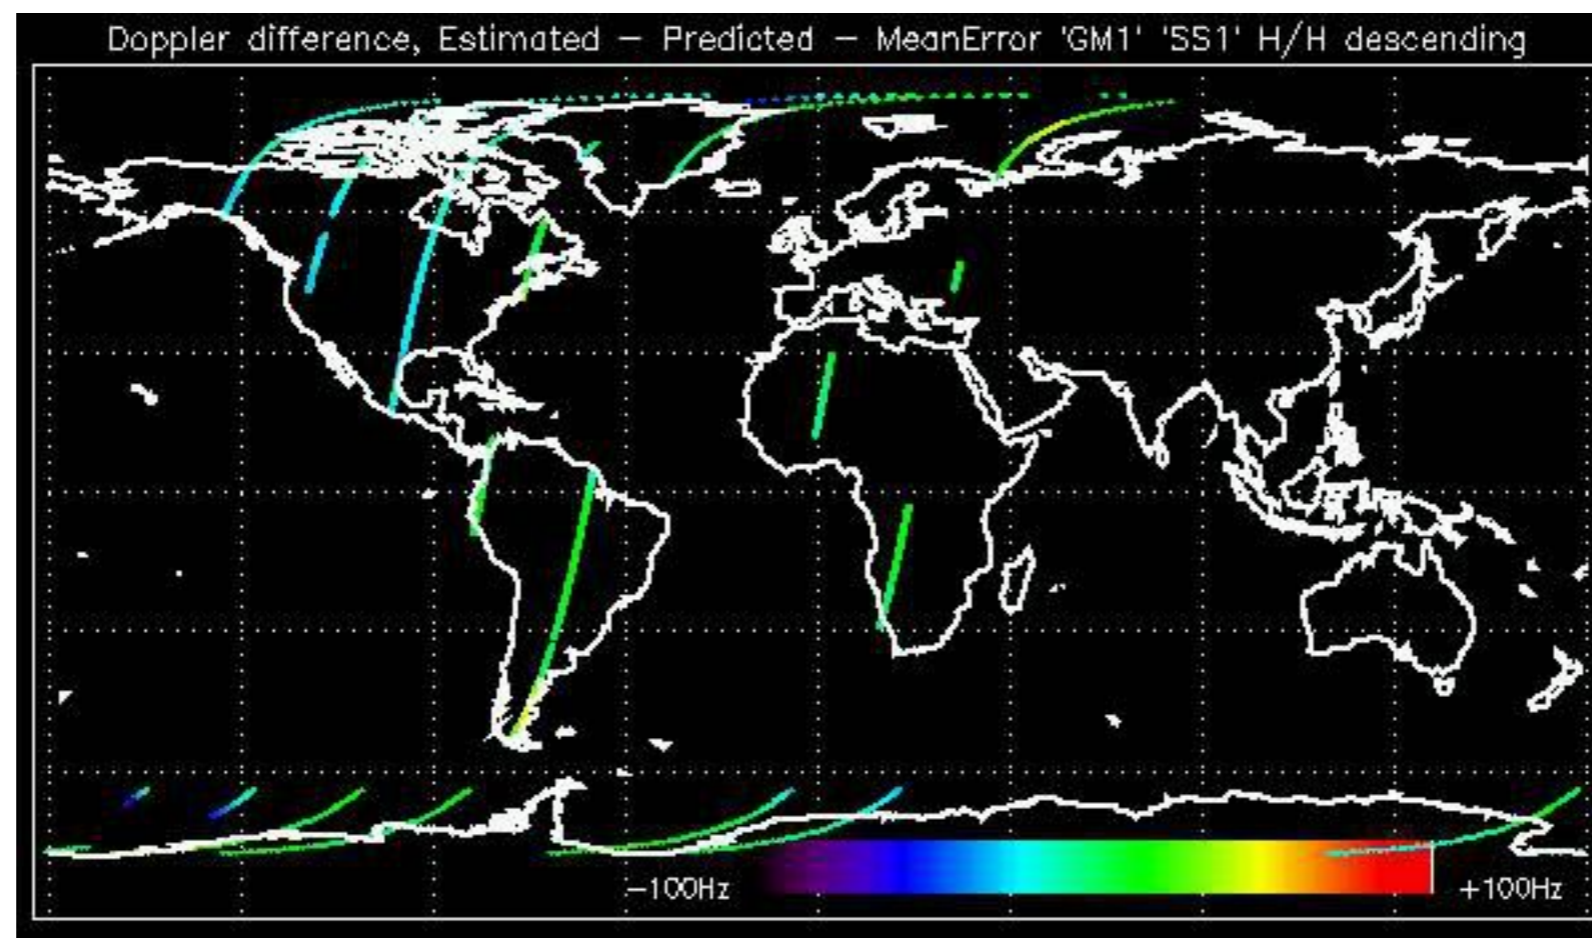 Doppler difference, Estimated – Predicted – MeanError 'GM1' 'SS1' H/H descending
-100Hz +100Hz